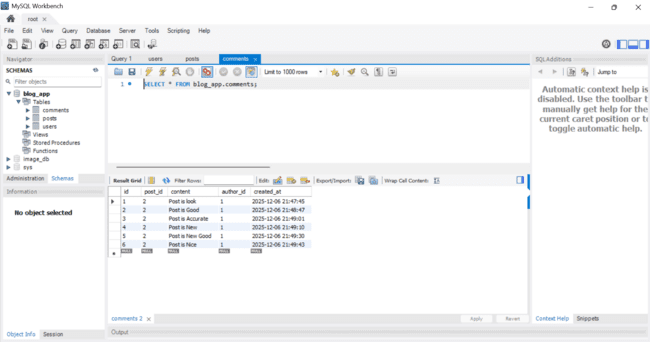 MySQL Workbench
root x
File Edit View Query Database Server Tools Scripting Help
Navigator
SCHEMAS
Filter objects
blog_app
Tables
comments
posts
users
Views
Stored Procedures
Functions
image_db
sys
Administration Schemas
Information
No object selected
Object Info Session
Query 1 users posts comments x
Limit to 1000 rows
1 SELECT * FROM blog_app.comments;
Result Grid Filter Rows: Edit: Export/Import: Wrap Cell Content:
id post_id content author_id created_at
1 2 Post is look 1 2025-12-06 21:47:45
2 2 Post is Good 1 2025-12-06 21:48:47
3 2 Post is Accurate 1 2025-12-06 21:49:01
4 2 Post is New 1 2025-12-06 21:49:10
5 2 Post is New Good 1 2025-12-06 21:49:30
6 2 Post is Nice 1 2025-12-06 21:49:43
NULL NULL NULL NULL NULL
comments 2 x
Apply Revert
Output
SQLAdditions
Jump to
Automatic context help is
disabled. Use the toolbar t
manually get help for the
current caret position or t
toggle automatic help.
Context Help Snippets